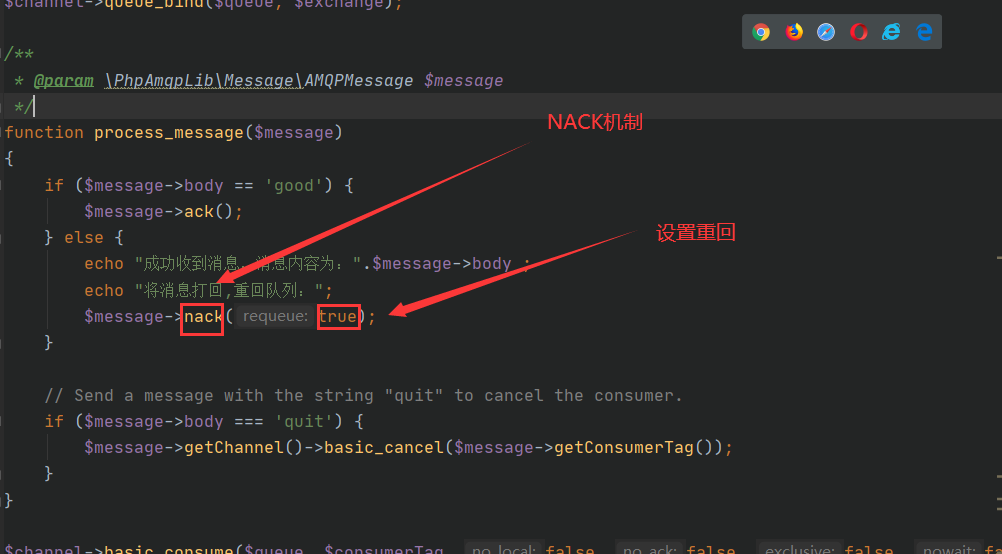 $channel->queue_bind($queue, $exchange);
/**
* @param \PhpAmqpLib\Message\AMQPMessage $message
*/
function process_message($message)
NACK机制
{
if ($message->body == 'good') {
$message->ack();
} else {
设置重回
echo "成功收到消息，消息内容为：".$message->body ;
echo "将消息打回,重回队列：";
$message->nack( requeue: true);
}
// Send a message with the string "quit" to cancel the consumer.
if ($message->body === 'quit') {
$message->getChannel()->basic_cancel($message->getConsumerTag());
}
}
$channel->basic_consume($queue, $consumerTag, no_local: false, no_ack: false, exclusive: false, nowait: